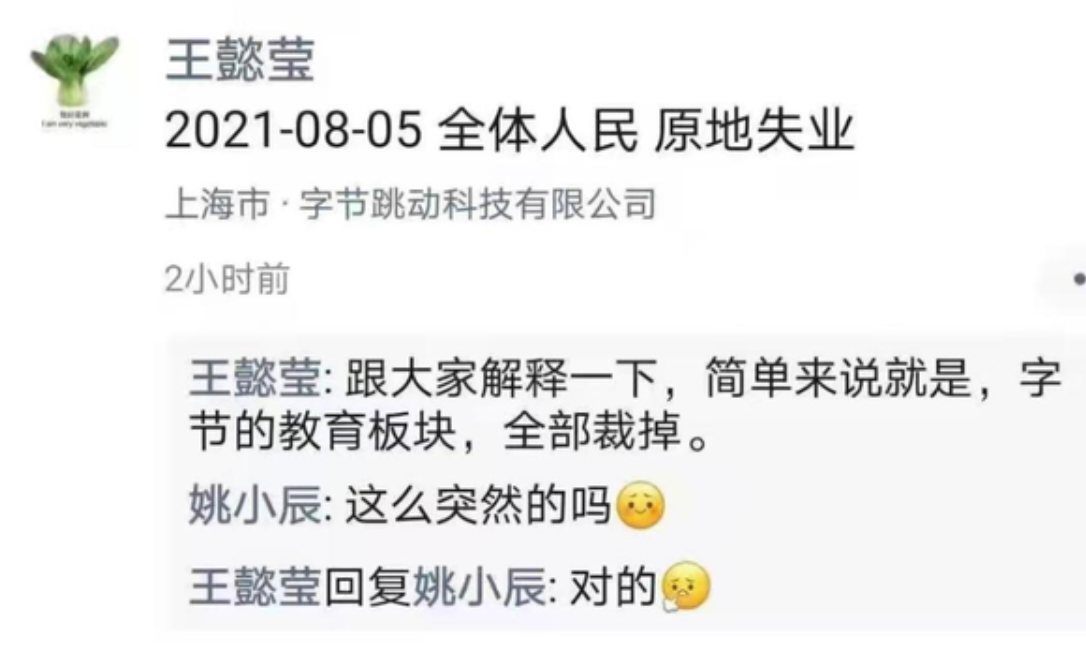 王懿莹
2021-08-05 全体人民 原地失业
上海市 · 字节跳动科技有限公司
2小时前
王懿莹: 跟大家解释一下，简单来说就是，字
节的教育板块，全部裁掉。
姚小辰: 这么突然的吗
王懿莹回复姚小辰: 对的